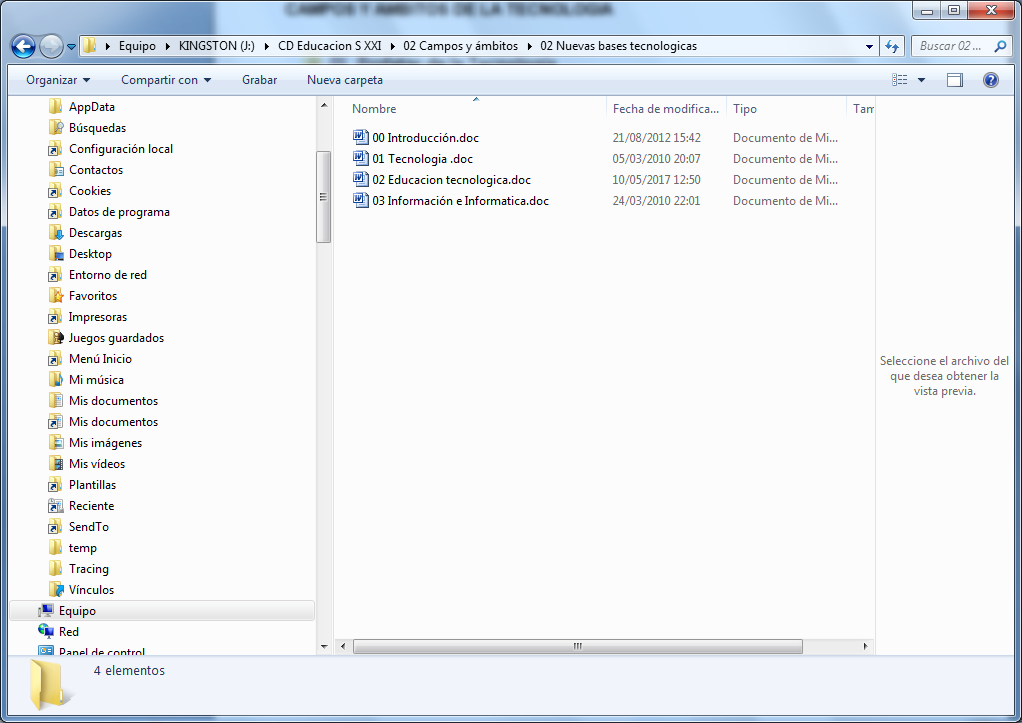 CAMPOS Y AMBITOS DE LA TECNOLOGIA
Equipo KINGSTON (J:) CD Educacion S XXI 02 Campos y ámbitos 02 Nuevas bases tecnologicas Buscar 02 ...
Organizar Compartir con Grabar Nueva carpeta
Nombre Fecha de modifica... Tipo Tam
AppData
Búsquedas
Configuración local
Contactos
Cookies
Datos de programa
Descargas
Desktop
Entorno de red
Favoritos
Impresoras
Juegos guardados
Menú Inicio
Mi música
Mis documentos
Mis documentos
Mis imágenes
Mis vídeos
Plantillas
Reciente
SendTo
temp
Tracing
Vínculos
Equipo
Red
Panel de control
00 Introducción.doc 21/08/2012 15:42 Documento de Mi...
01 Tecnologia .doc 05/03/2010 20:07 Documento de Mi...
02 Educacion tecnologica.doc 10/05/2017 12:50 Documento de Mi...
03 Información e Informatica.doc 24/03/2010 22:01 Documento de Mi...
Seleccione el archivo del
que desea obtener la
vista previa.
4 elementos